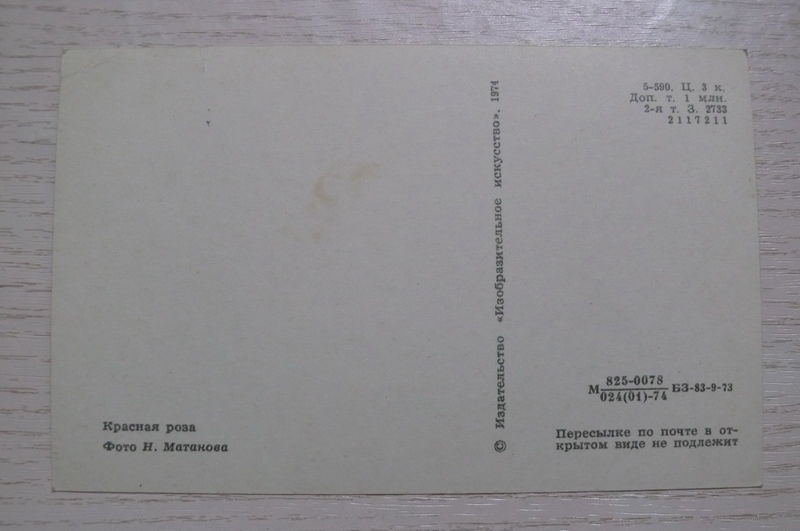 5-590. Ц. 3 к.
Доп. т. 1 млн.
2-я т. З. 2733
2117211
© Издательство «Изобразительное искусство». 1974
М 825-0078 БЗ-83-9-73
024(01)-74
Красная роза
Фото Н. Матанова
Пересылке по почте в от-
крытом виде не подлежит